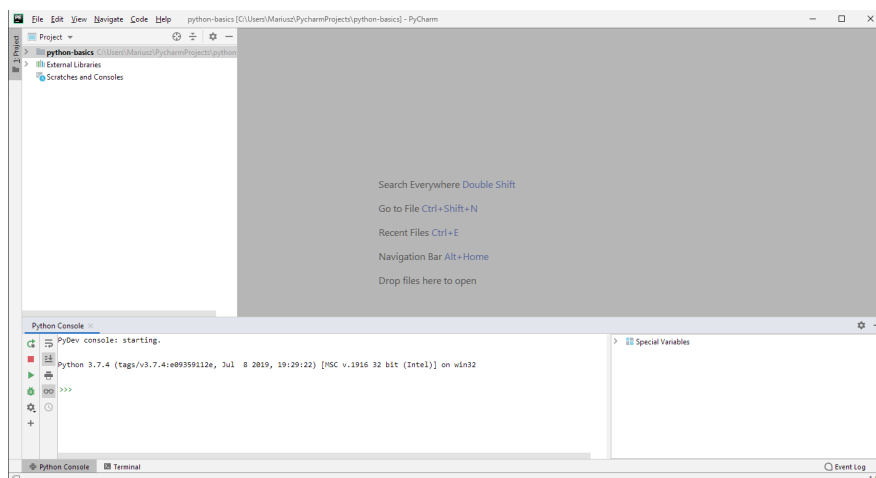 PC File Edit View Navigate Code Help python-basics [C:\Users\Mariusz\PycharmProjects\python-basics] - PyCharm
1: Project
Project
python-basics C:\Users\Mariusz\PycharmProjects\python
External Libraries
Scratches and Consoles
Search Everywhere Double Shift
Go to File Ctrl+Shift+N
Recent Files Ctrl+E
Navigation Bar Alt+Home
Drop files here to open
Python Console
PyDev console: starting.
Python 3.7.4 (tags/v3.7.4:e09359112e, Jul  8 2019, 19:29:22) [MSC v.1916 32 bit (Intel)] on win32
>>>
Special Variables
Python Console Terminal Event Log